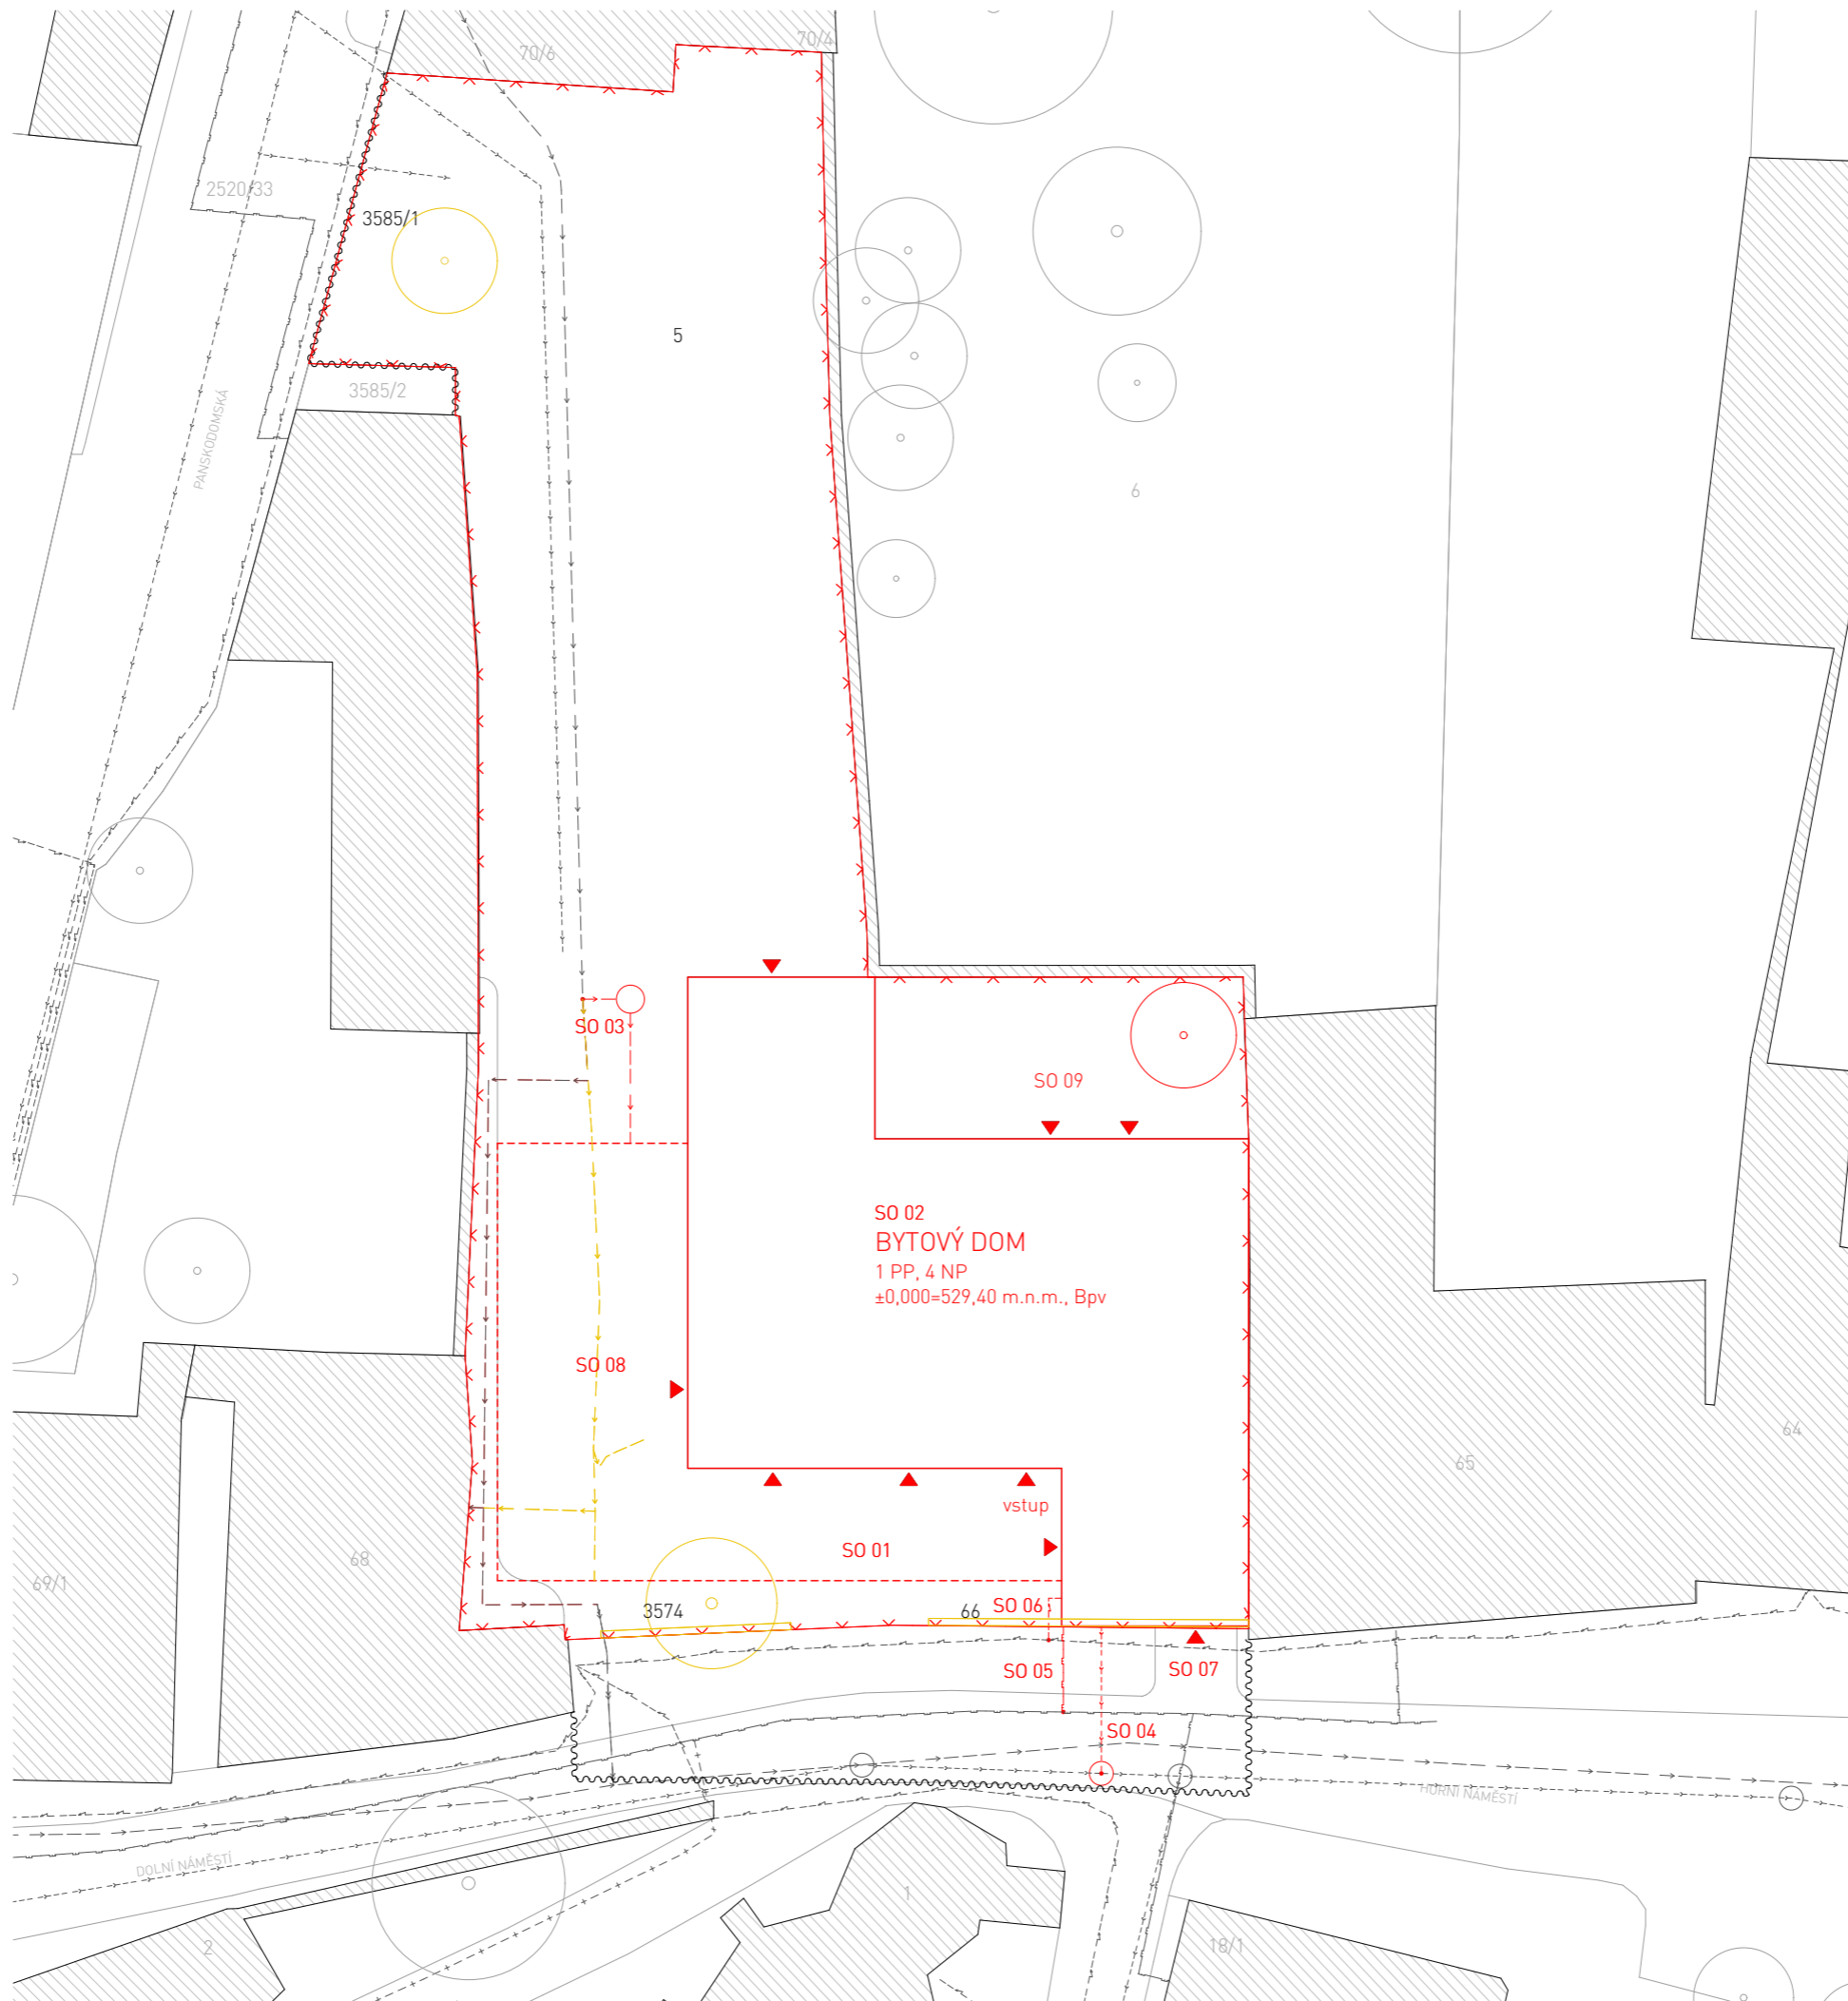 70/4
70/6
2520/33
3585/1
5
3585/2
PANSKODOMSKÁ
6
SO 03
SO 09
SO 02
BYTOVÝ DOM
1 PP, 4 NP
±0,000=529,40 m.n.m., Bpv
SO 08
64
65
vstup
SO 01
68
69/1
SO 06
66
3574
SO 05
SO 07
SO 04
HORNÍ NÁMĚSTÍ
DOLNÍ NÁMĚSTÍ
1
2
18/1